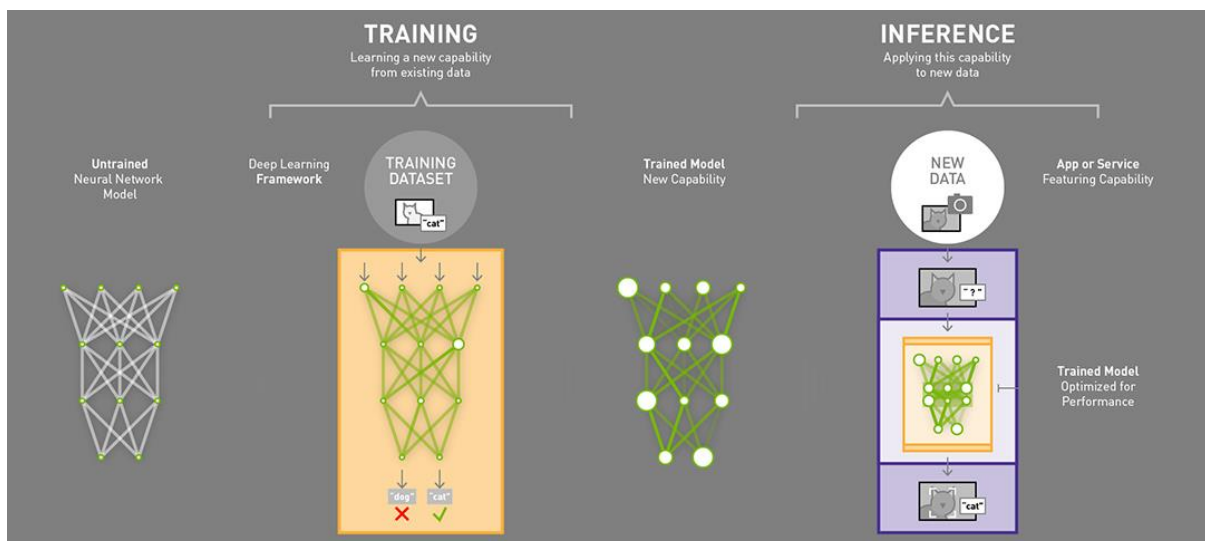 TRAINING
Learning a new capability
from existing data
INFERENCE
Applying this capability
to new data
Untrained
Neural Network
Model
Deep Learning
Framework
TRAINING
DATASET
"cat"
Trained Model
New Capability
NEW
DATA
App or Service
Featuring Capability
"?"
Trained Model
Optimized for
Performance
"dog"
"cat"
"cat"